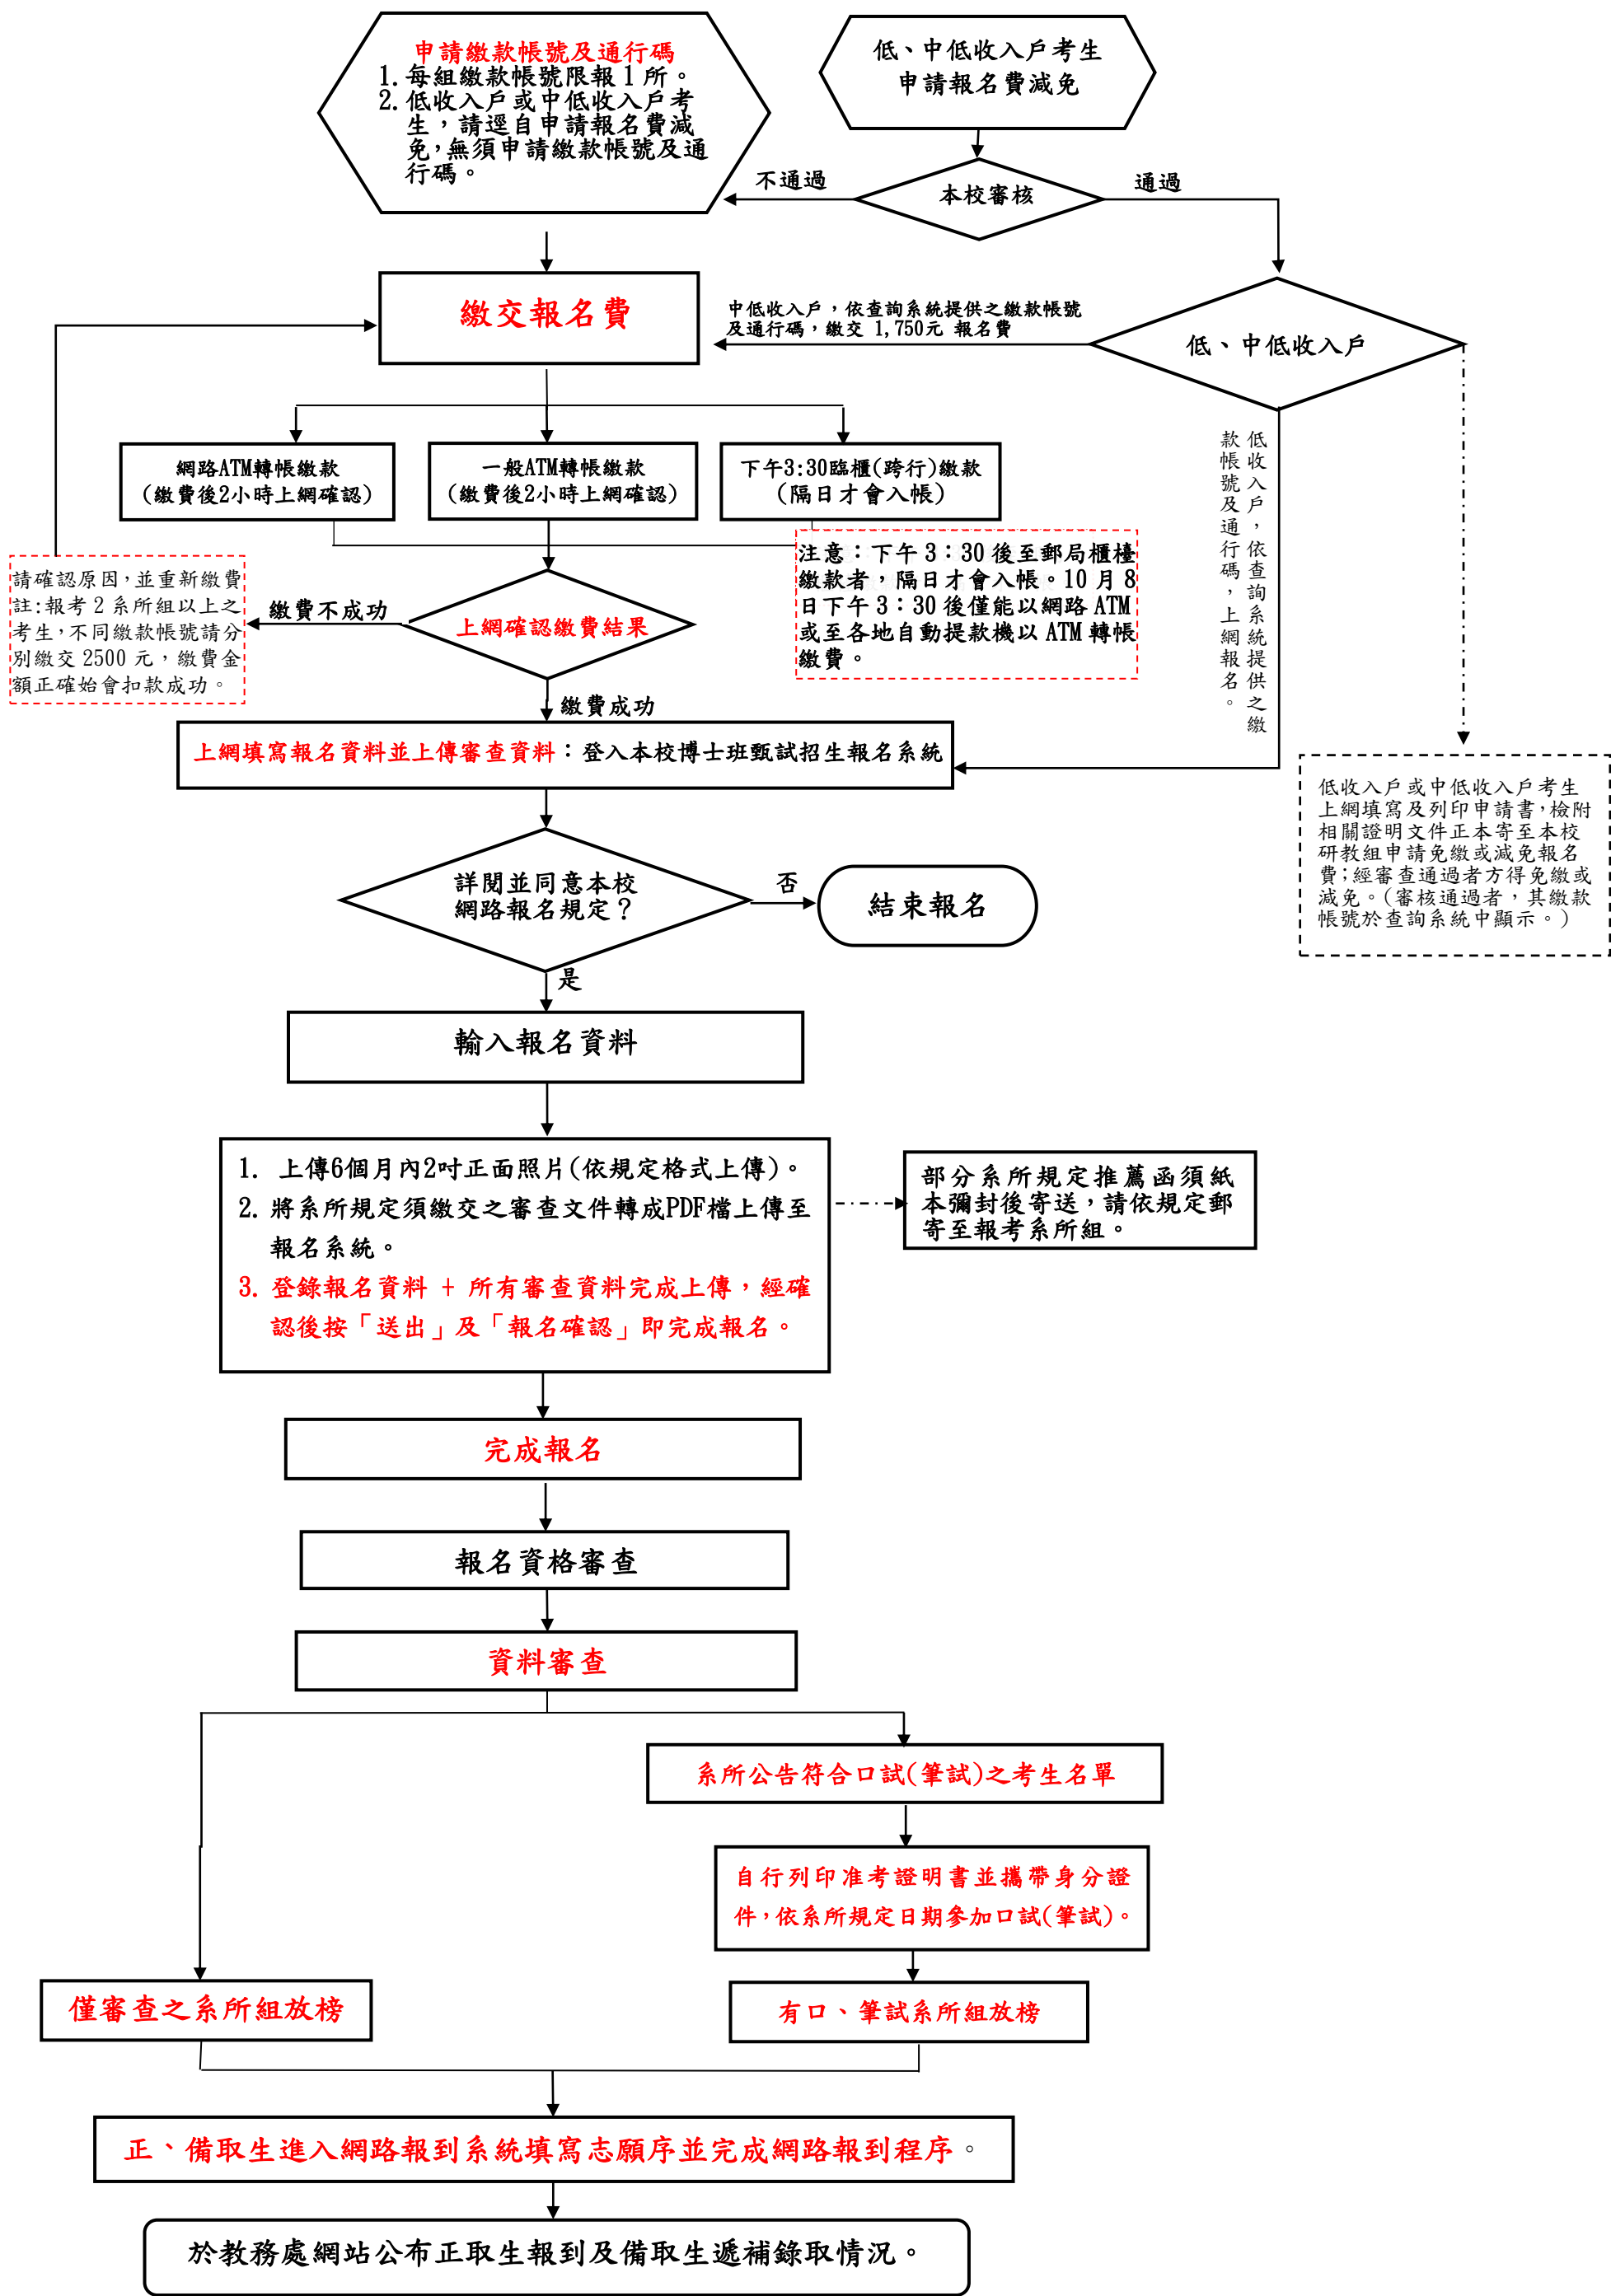 申請繳款帳號及通行碼
1. 每組繳款帳號限報 1 所。
2. 低收入戶或中低收入戶考
生，請逕自申請報名費減
免，無須申請繳款帳號及通
行碼。
低、中低收入戶考生
申請報名費減免
本校審核
不通過
通過
繳交報名費
中低收入戶，依查詢系統提供之繳款帳號
及通行碼，繳交 1,750元 報名費
低、中低收入戶
網路ATM轉帳繳款
(繳費後2小時上網確認)
一般ATM轉帳繳款
(繳費後2小時上網確認)
下午3:30臨櫃(跨行)繳款
(隔日才會入帳)
低收入戶，依查詢系統提供之繳
款帳號及通行碼，上網報名。
注意：下午 3：30 後至郵局櫃檯
繳款者，隔日才會入帳。10 月 8
日下午 3：30 後僅能以網路 ATM
或至各地自動提款機以 ATM 轉帳
繳費。
請確認原因，並重新繳費
註:報考 2 系所組以上之
考生，不同繳款帳號請分
別繳交 2500 元，繳費金
額正確始會扣款成功。
繳費不成功
上網確認繳費結果
繳費成功
上網填寫報名資料並上傳審查資料：登入本校博士班甄試招生報名系統
低收入戶或中低收入戶考生
上網填寫及列印申請書，檢附
相關證明文件正本寄至本校
研教組申請免繳或減免報名
費；經審查通過者方得免繳或
減免。(審核通過者，其繳款
帳號於查詢系統中顯示。)
詳閱並同意本校
網路報名規定？
否
結束報名
是
輸入報名資料
1. 上傳6個月內2吋正面照片(依規定格式上傳)。
2. 將系所規定須繳交之審查文件轉成PDF檔上傳至
報名系統。
3. 登錄報名資料 + 所有審查資料完成上傳，經確
認後按「送出」及「報名確認」即完成報名。
部分系所規定推薦函須紙
本彌封後寄送，請依規定郵
寄至報考系所組。
完成報名
報名資格審查
資料審查
系所公告符合口試(筆試)之考生名單
自行列印准考證明書並攜帶身分證
件，依系所規定日期參加口試(筆試)。
僅審查之系所組放榜
有口、筆試系所組放榜
正、備取生進入網路報到系統填寫志願序並完成網路報到程序。
於教務處網站公布正取生報到及備取生遞補錄取情況。